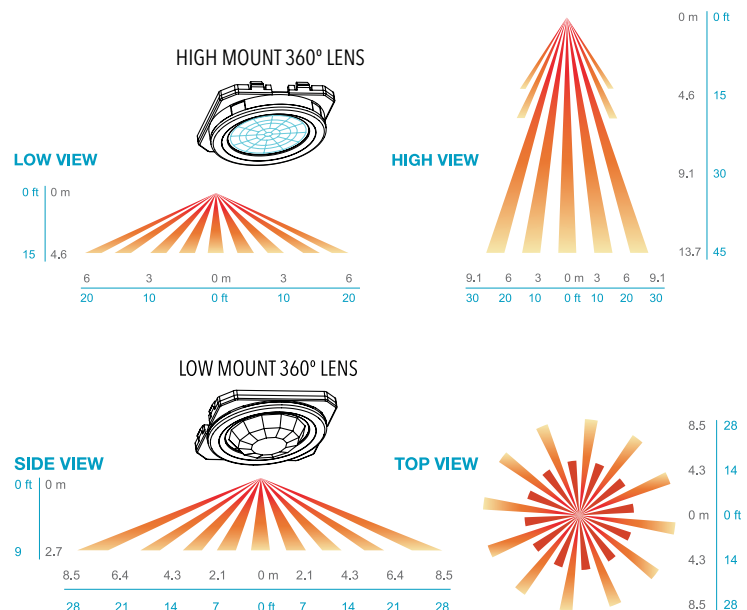 HIGH MOUNT 360º LENS
LOW VIEW
0 ft 0 m
15 4.6
6 3 0 m 3 6
20 10 0 ft 10 20
HIGH VIEW
0 m 0 ft
4.6 15
9.1 30
13.7 45
9.1 6 3 0 m 3 6 9.1
30 20 10 0 ft 10 20 30
LOW MOUNT 360º LENS
SIDE VIEW
0 ft 0 m
9 2.7
8.5 6.4 4.3 2.1 0 m 2.1 4.3 6.4 8.5
28 21 14 7 0 ft 7 14 21 28
TOP VIEW
8.5 28
4.3 14
0 m 0 ft
4.3 14
8.5 28